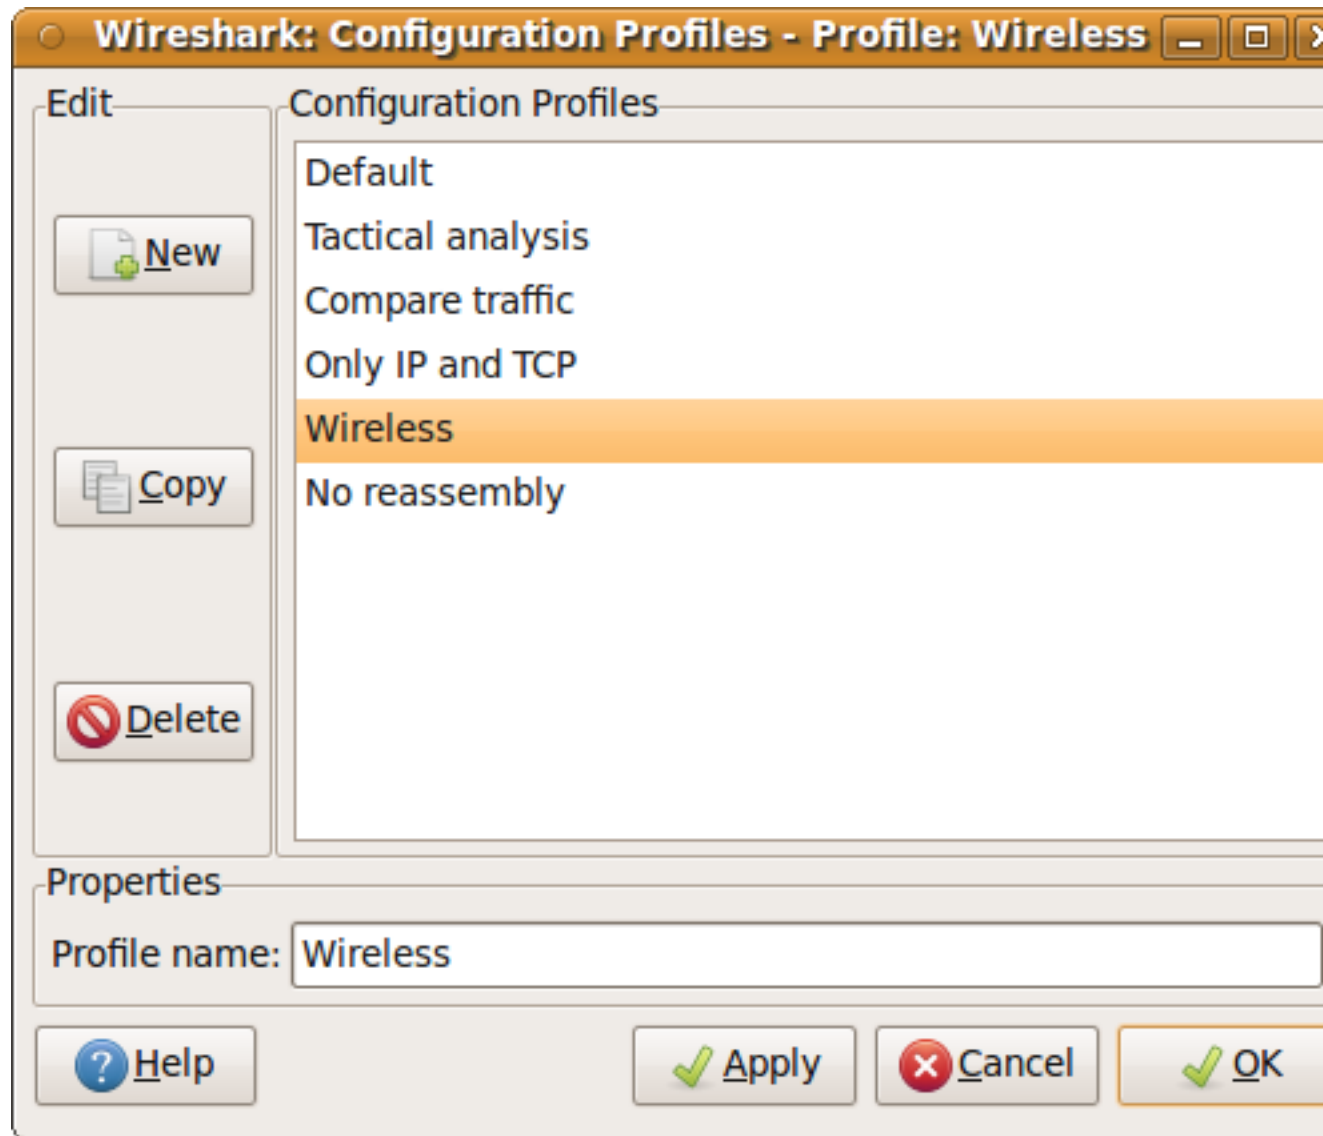 Wireshark: Configuration Profiles - Profile: Wireless
Edit
Configuration Profiles
New
Copy
Delete
Default
Tactical analysis
Compare traffic
Only IP and TCP
Wireless
No reassembly
Properties
Profile name: Wireless
Help Apply Cancel OK